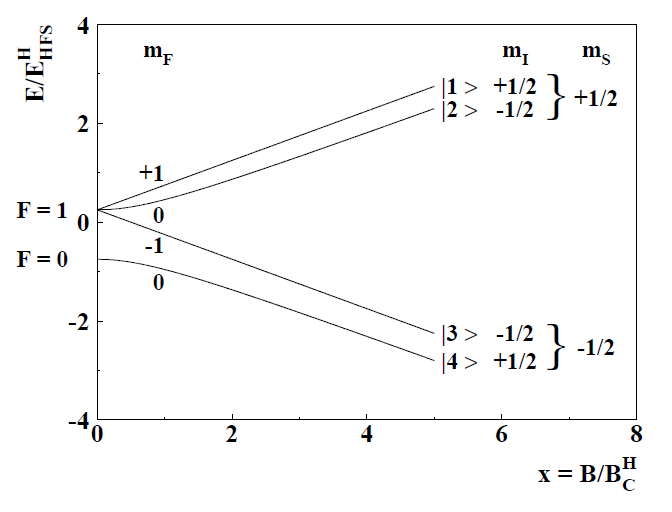 E/E^H_HFS
4
2
0
-2
-4
m_F
m_I m_S
|1 > +1/2
|2 > -1/2
} +1/2
+1
0
F = 1
-1
F = 0
0
|3 > -1/2
|4 > +1/2
} -1/2
0 2 4 6 8
x = B/B^H_C